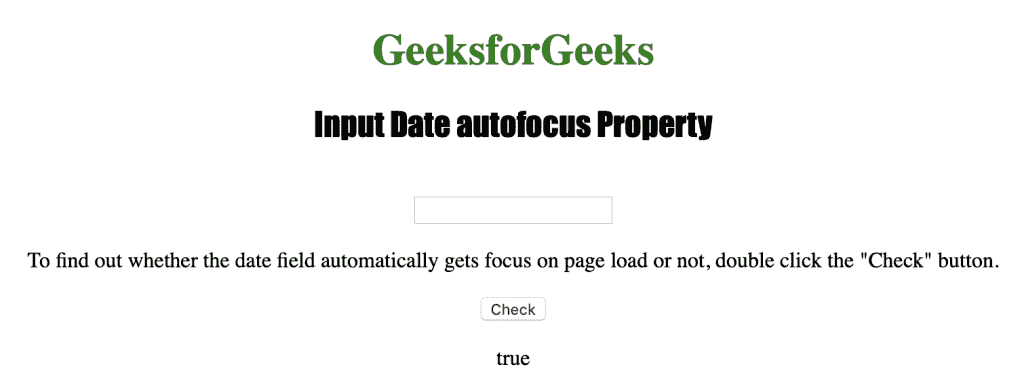 GeeksforGeeks
Input Date autofocus Property
To find out whether the date field automatically gets focus on page load or not, double click the "Check" button.
Check
true